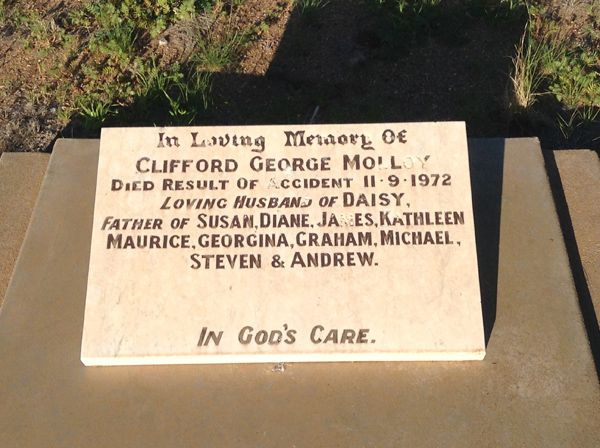 In Loving Memory Of
CLIFFORD GEORGE MOLLOY
DIED RESULT OF ACCIDENT 11·9·1972
LOVING HUSBAND OF DAISY,
FATHER OF SUSAN, DIANE, JAMES, KATHLEEN
MAURICE, GEORGINA, GRAHAM, MICHAEL,
STEVEN & ANDREW.
IN GOD'S CARE.